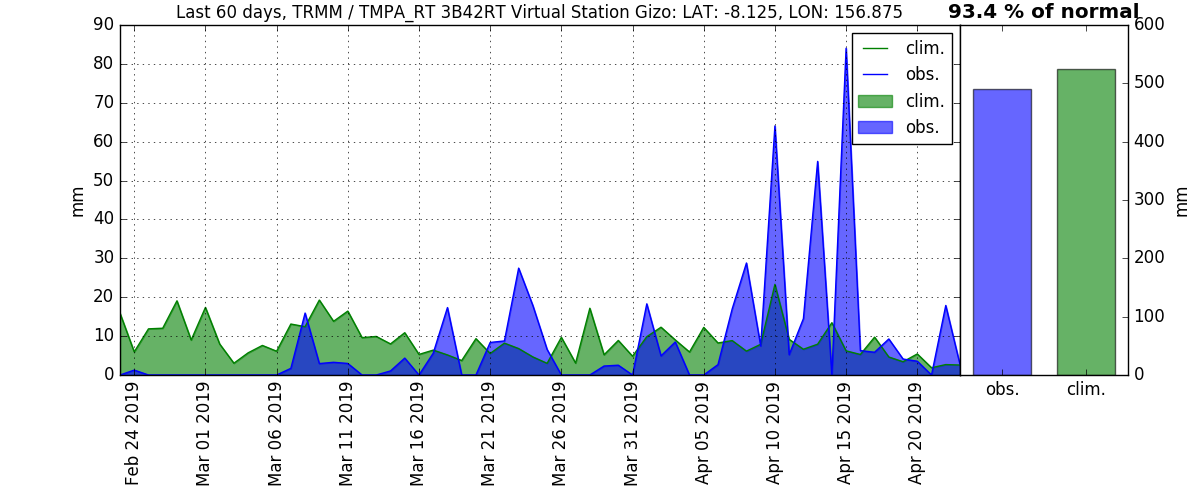 Last 60 days, TRMM / TMPA_RT 3B42RT Virtual Station Gizo: LAT: -8.125, LON: 156.875
93.4 % of normal
90
80
70
60
50
40
30
20
10
0
mm
clim.
obs.
clim.
obs.
600
500
400
300
200
100
0
mm
obs.
clim.
Feb 24 2019
Mar 01 2019
Mar 06 2019
Mar 11 2019
Mar 16 2019
Mar 21 2019
Mar 26 2019
Mar 31 2019
Apr 05 2019
Apr 10 2019
Apr 15 2019
Apr 20 2019